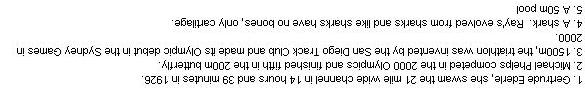 1. Gertrude Ederle, she swam the 21 mile wide channel in 14 hours and 39 minutes in 1926.
2. Michael Phelps competed in the 2000 Olympics and finished fifth in the 200m butterfly.
3. 1500m, the triathlon was invented by the San Diego Track Club and made its Olympic debut in the Sydney Games in
2000.
4. A shark. Ray's evolved from sharks and like sharks have no bones, only cartilage.
5. A 50m pool